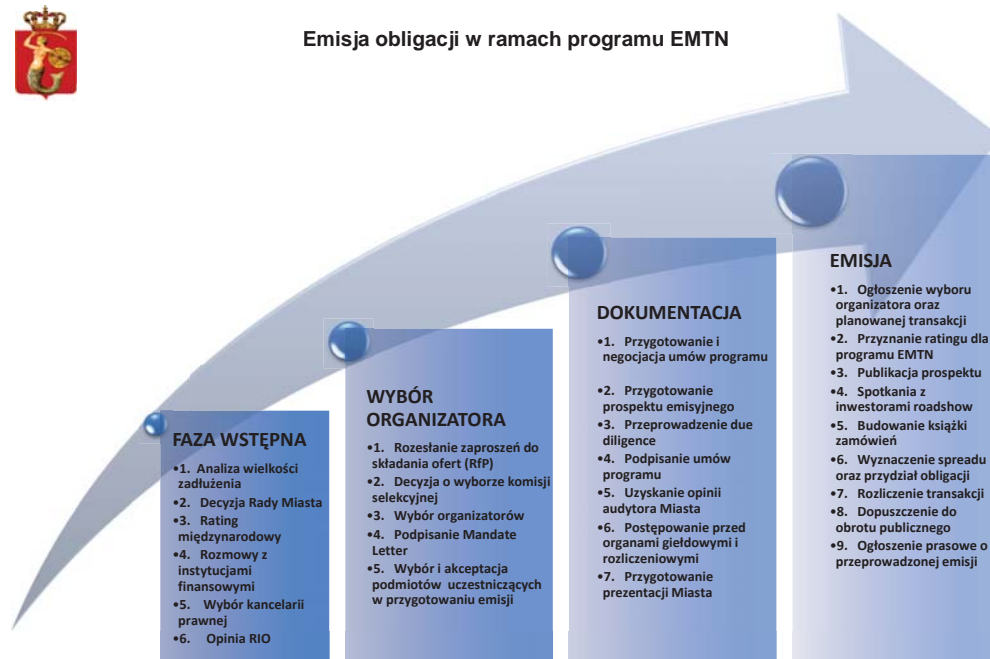 Emisja obligacji w ramach programu EMTN
FAZA WSTĘPNA
•1. Analiza wielkości
zadłużenia
•2. Decyzja Rady Miasta
•3. Rating
międzynarodowy
•4. Rozmowy z
instytucjami
finansowymi
•5. Wybór kancelarii
prawnej
•6. Opinia RIO
WYBÓR
ORGANIZATORA
•1. Rozesłanie zaproszeń do
składania ofert (RfP)
•2. Decyzja o wyborze komisji
selekcyjnej
•3. Wybór organizatorów
•4. Podpisanie Mandate
Letter
•5. Wybór i akceptacja
podmiotów uczestniczących
w przygotowaniu emisji
DOKUMENTACJA
•1. Przygotowanie i
negocjacja umów programu
•2. Przygotowanie
prospektu emisyjnego
•3. Przeprowadzenie due
diligence
•4. Podpisanie umów
programu
•5. Uzyskanie opinii
audytora Miasta
•6. Postępowanie przed
organami giełdowymi i
rozliczeniowymi
•7. Przygotowanie
prezentacji Miasta
EMISJA
•1. Ogłoszenie wyboru
organizatora oraz
planowanej transakcji
•2. Przyznanie ratingu dla
programu EMTN
•3. Publikacja prospektu
•4. Spotkania z
inwestorami roadshow
•5. Budowanie książki
zamówień
•6. Wyznaczenie spreadu
oraz przydział obligacji
•7. Rozliczenie transakcji
•8. Dopuszczenie do
obrotu publicznego
•9. Ogłoszenie prasowe o
przeprowadzonej emisji